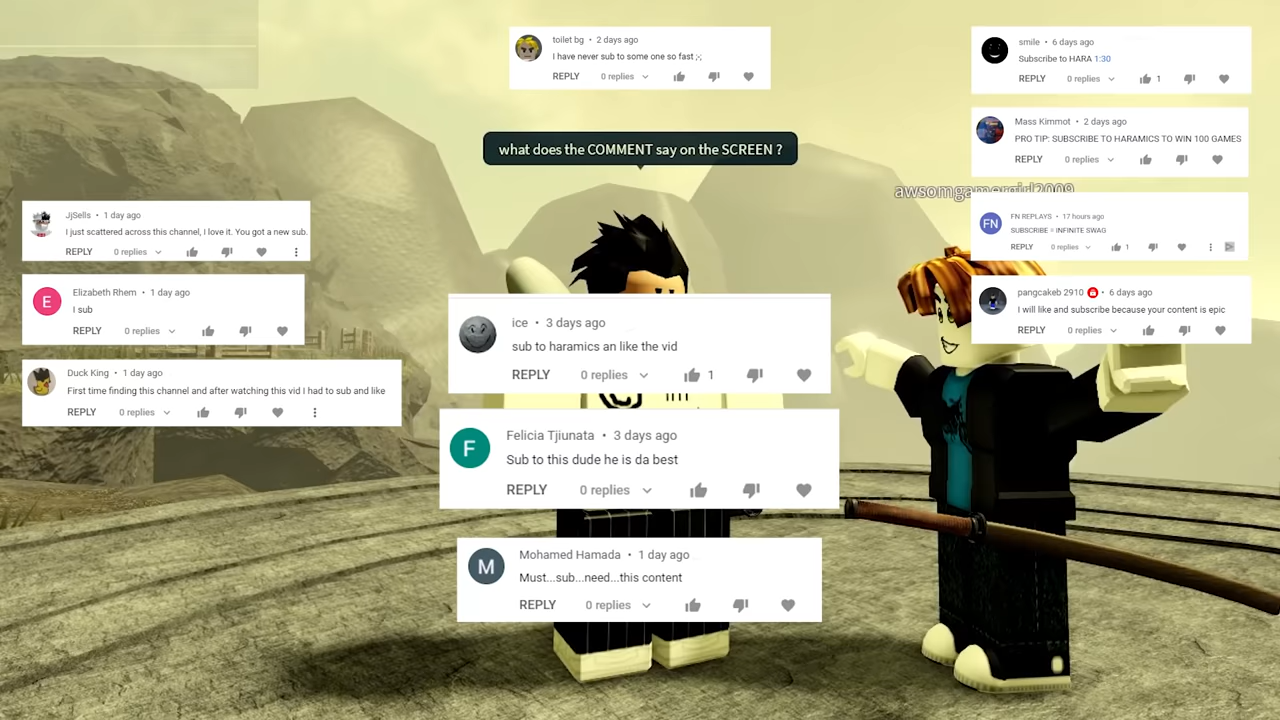 toilet bg • 2 days ago
I have never sub to some one so fast ;-;
REPLY 0 replies
what does the COMMENT say on the SCREEN ?
smile • 6 days ago
Subscribe to HARA 1:30
REPLY 0 replies 1
Mass Kimmot • 2 days ago
PRO TIP: SUBSCRIBE TO HARAMICS TO WIN 100 GAMES
REPLY 0 replies
awsomgamergirl2009
FN
FN REPLAYS • 17 hours ago
SUBSCRIBE = INFINITE SWAG
REPLY 0 replies 1
pangcakeb 2910 • 6 days ago
I will like and subscribe because your content is epic
REPLY 0 replies
JjSells • 1 day ago
I just scattered across this channel, I love it. You got a new sub.
REPLY 0 replies
E
Elizabeth Rhem • 1 day ago
I sub
REPLY 0 replies
Duck King • 1 day ago
First time finding this channel and after watching this vid I had to sub and like
REPLY 0 replies
ice • 3 days ago
sub to haramics an like the vid
REPLY 0 replies 1
F
Felicia Tjiunata • 3 days ago
Sub to this dude he is da best
REPLY 0 replies
M
Mohamed Hamada • 1 day ago
Must...sub...need...this content
REPLY 0 replies